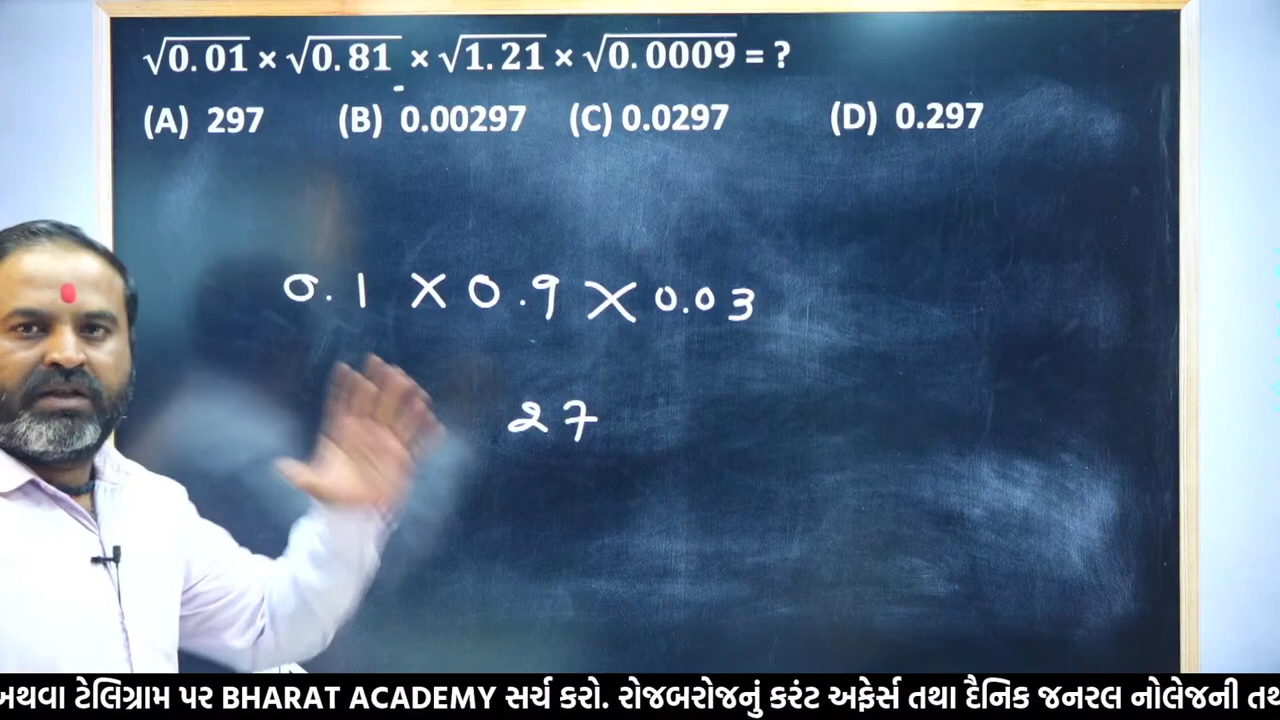 √0.01 × √0.81 × √1.21 × √0.0009 = ?
(A) 297 (B) 0.00297 (C) 0.0297 (D) 0.297
0.1 × 0.9 × 0.03
27
અથવા ટેલિગ્રામ પર BHARAT ACADEMY સર્ચ કરો. રોજબરોજનું કરંટ અફેર્સ તથા દૈનિક જનરલ નોલેજની